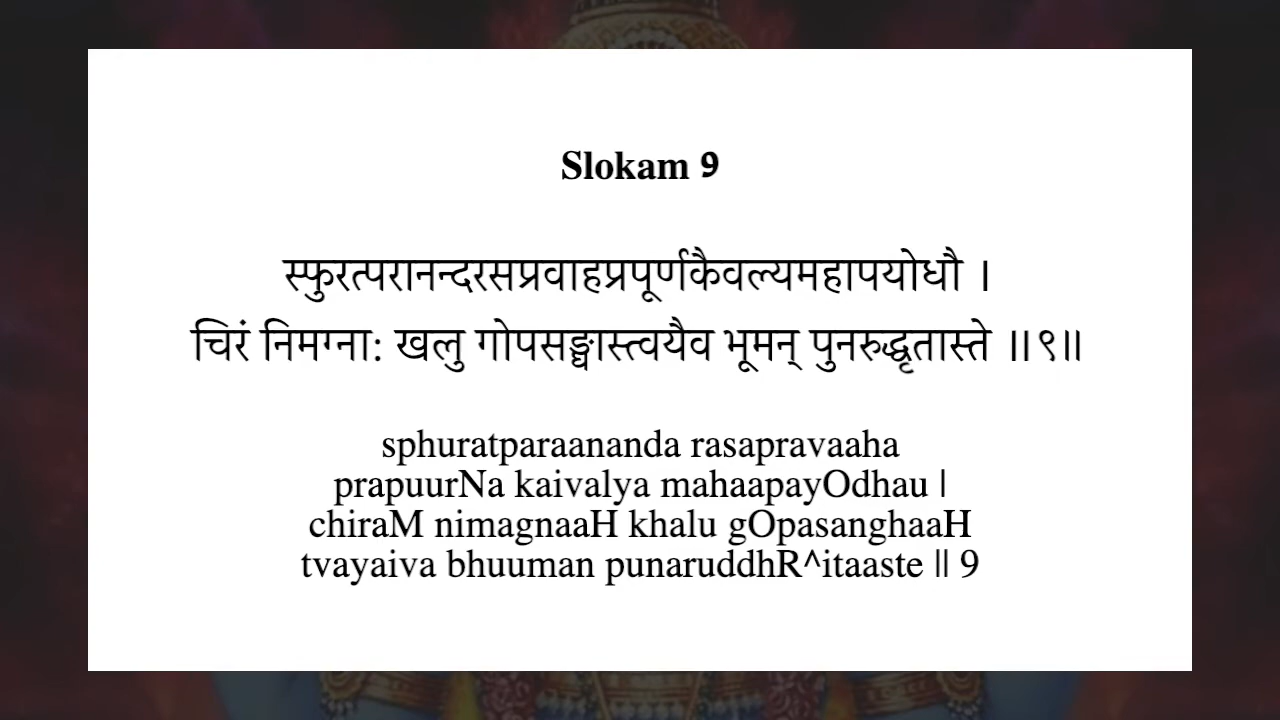 Slokam 9
स्फुरत्परानन्दरसप्रवाहप्रपूर्णकैवल्यमहापयोधौ ।
चिरं निमग्ना: खलु गोपसङ्घास्त्वयैव भूमन् पुनरुद्धृतास्ते ॥९॥
sphuratparaananda rasapravaaha
prapuurNa kaivalya mahaapayOdhau |
chiraM nimagnaaH khalu gOpasanghaaH
tvayaiva bhuuman punaruddhR^itaaste || 9